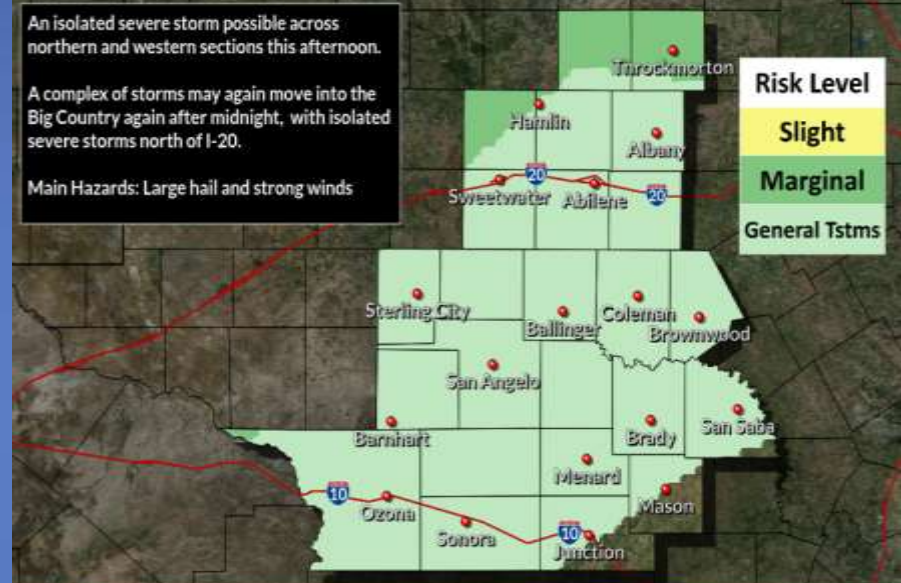 An isolated severe storm possible across
northern and western sections this afternoon.
A complex of storms may again move into the
Big Country again after midnight, with isolated
severe storms north of I-20.
Main Hazards: Large hail and strong winds
Risk Level
Slight
Marginal
General Tstms
Throckmorton
Hamlin
Albany
20
Sweetwater
Abilene
20
Sterling City
Ballinger
Coleman
Brownwood
San Angelo
Barnhart
Brady
San Saba
Menard
Mason
10
Ozona
Sonora
10
Junction